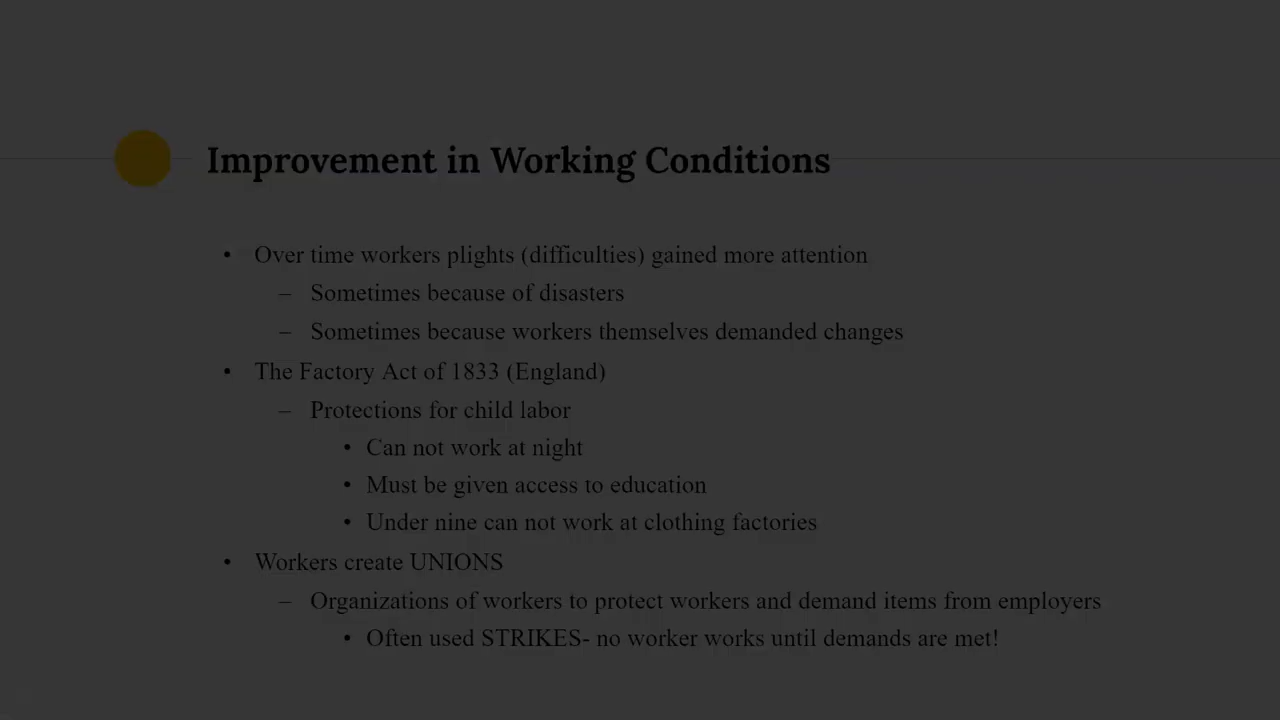 Improvement in Working Conditions
• Over time workers plights (difficulties) gained more attention
– Sometimes because of disasters
– Sometimes because workers themselves demanded changes
• The Factory Act of 1833 (England)
– Protections for child labor
• Can not work at night
• Must be given access to education
• Under nine can not work at clothing factories
• Workers create UNIONS
– Organizations of workers to protect workers and demand items from employers
• Often used STRIKES- no worker works until demands are met!